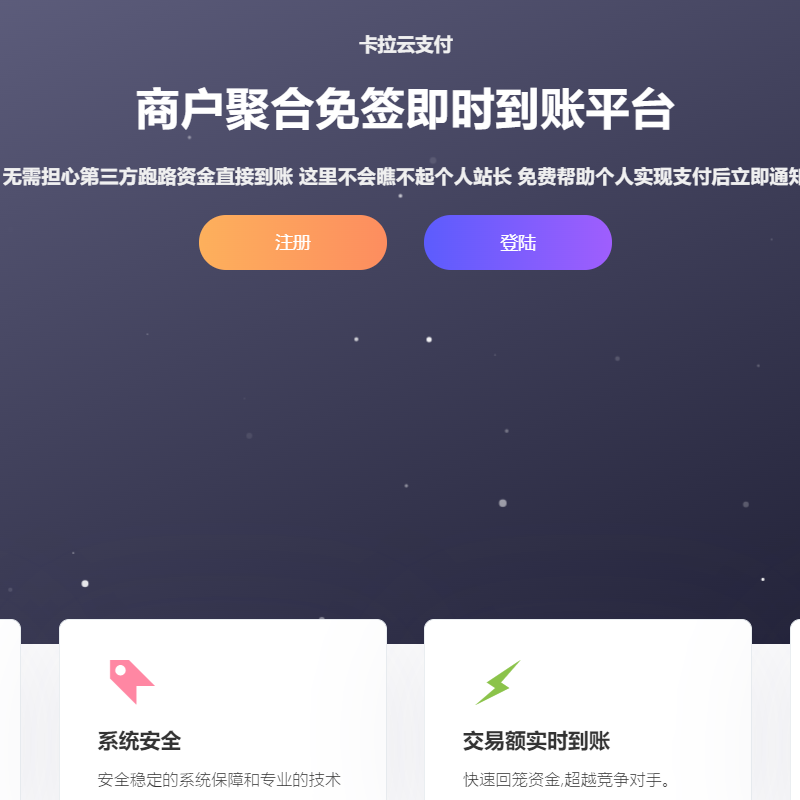 卡拉云支付
商户聚合免签即时到账平台
无需担心第三方跑路资金直接到账 这里不会瞧不起个人站长 免费帮助个人实现支付后立即通知
注册
登陆
系统安全
安全稳定的系统保障和专业的技术
交易额实时到账
快速回笼资金,超越竞争对手。